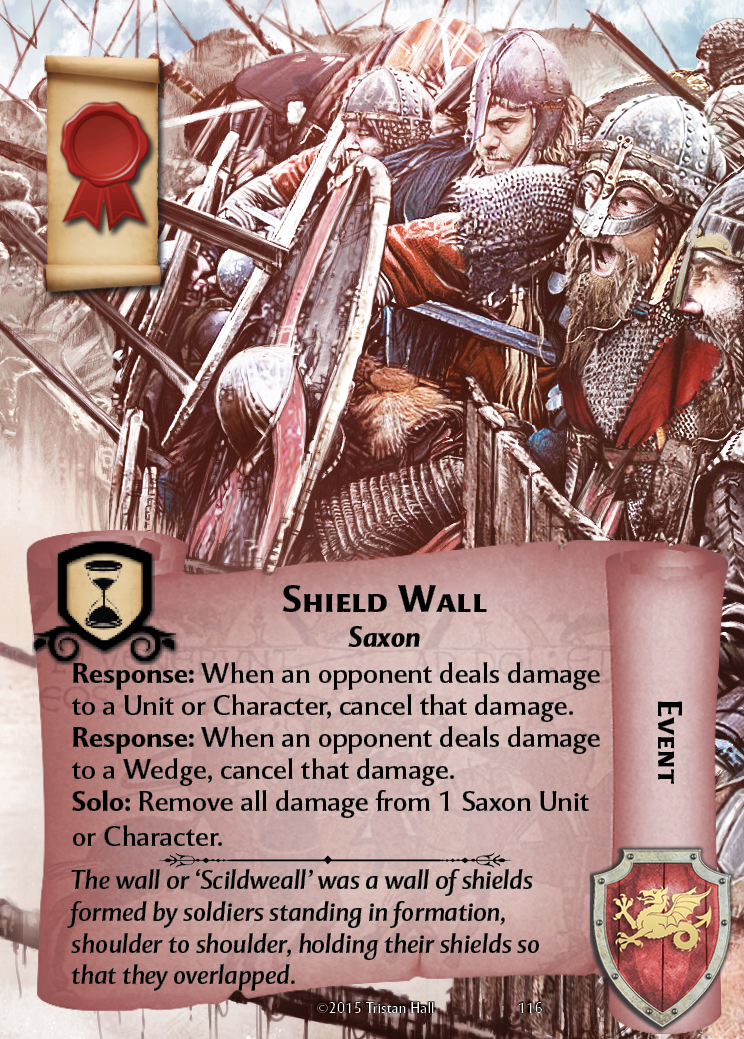 Shield Wall
Saxon
Response: When an opponent deals damage
to a Unit or Character, cancel that damage.
Response: When an opponent deals damage
to a Wedge, cancel that damage.
Solo: Remove all damage from 1 Saxon Unit
or Character.
The wall or ‘Scildweall’ was a wall of shields
formed by soldiers standing in formation,
shoulder to shoulder, holding their shields so
that they overlapped.
Event
©2015 Tristan Hall 116